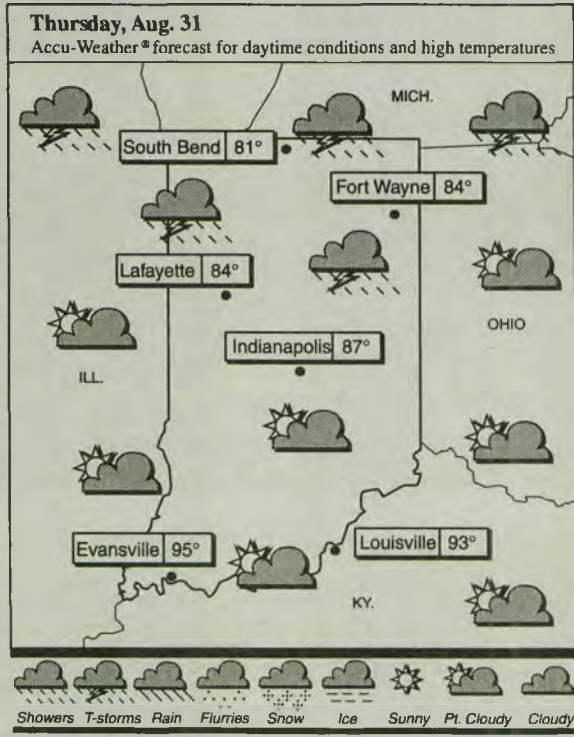 Thursday, Aug. 31
Accu-Weather® forecast for daytime conditions and high temperatures
MICH.
South Bend 81°
Fort Wayne 84°
Lafayette 84°
OHIO
Indianapolis 87°
ILL.
Evansville 95°
Louisville 93°
KY.
Showers T-storms Rain Flurries Snow Ice Sunny Pt. Cloudy Cloudy